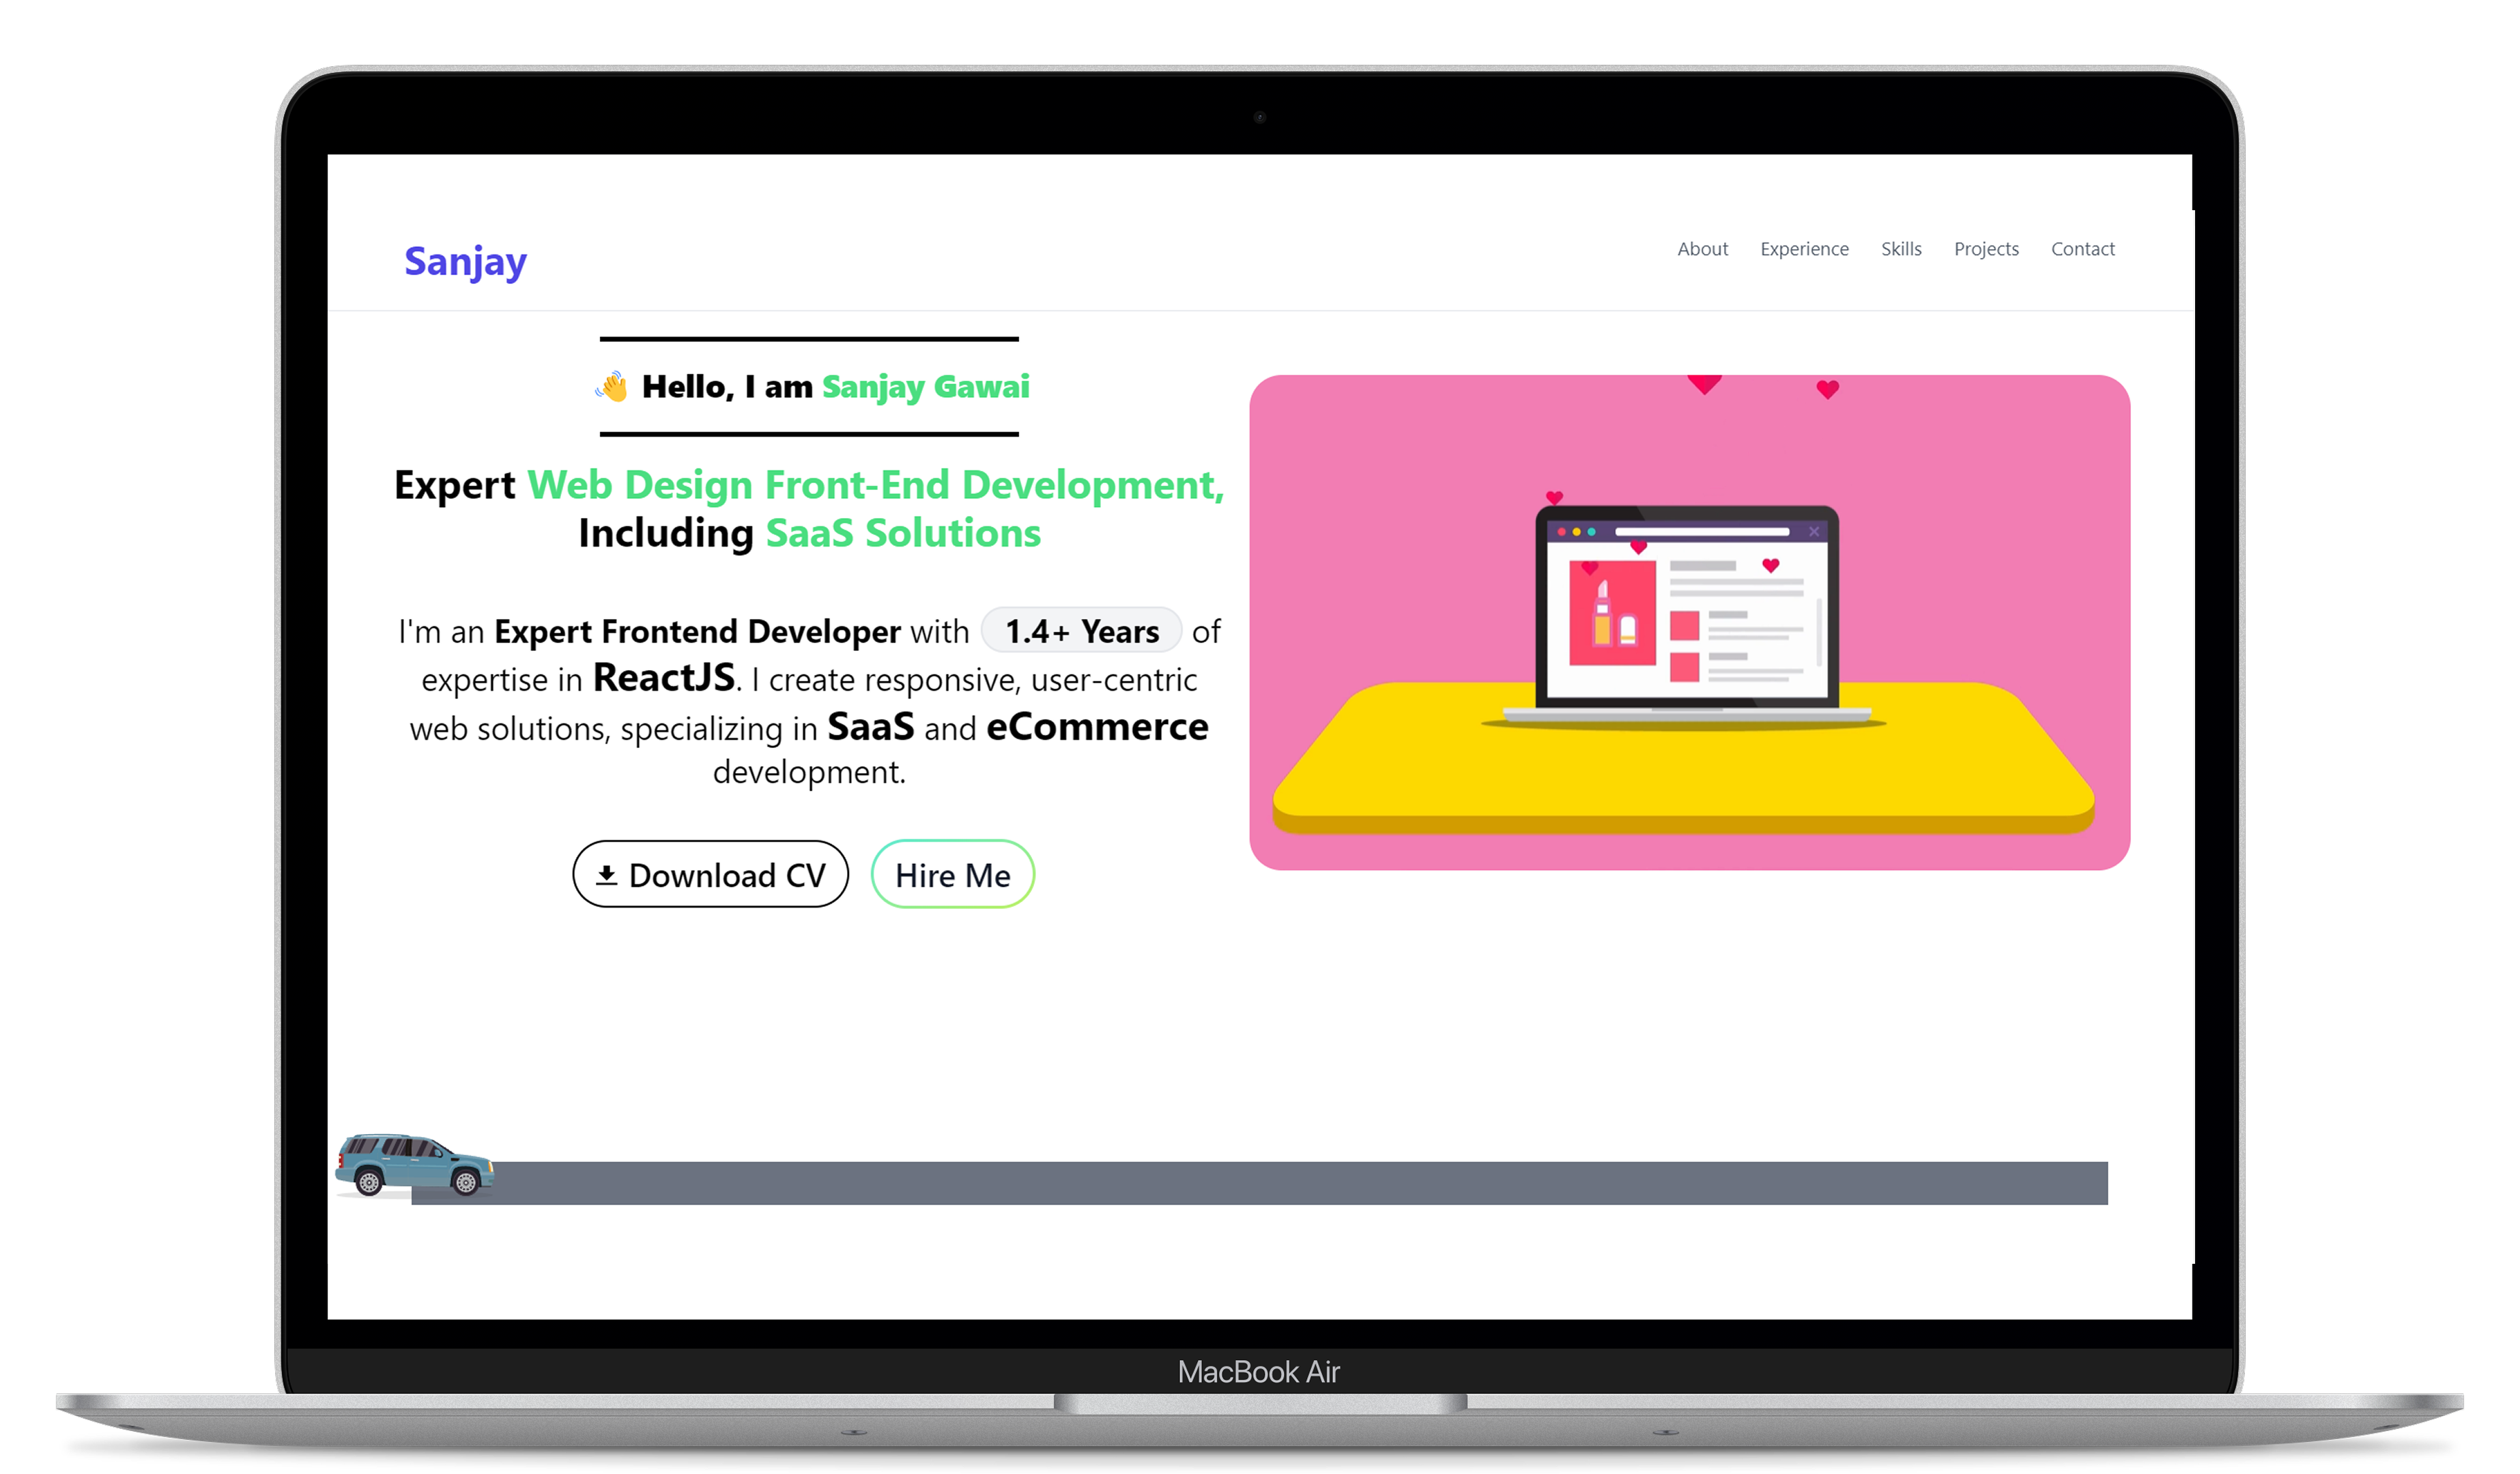 Sanjay
About Experience Skills Projects Contact
👋 Hello, I am Sanjay Gawai
Expert Web Design Front-End Development,
Including SaaS Solutions
I'm an Expert Frontend Developer with 1.4+ Years of
expertise in ReactJS. I create responsive, user-centric
web solutions, specializing in SaaS and eCommerce
development.
Download CV Hire Me
MacBook Air